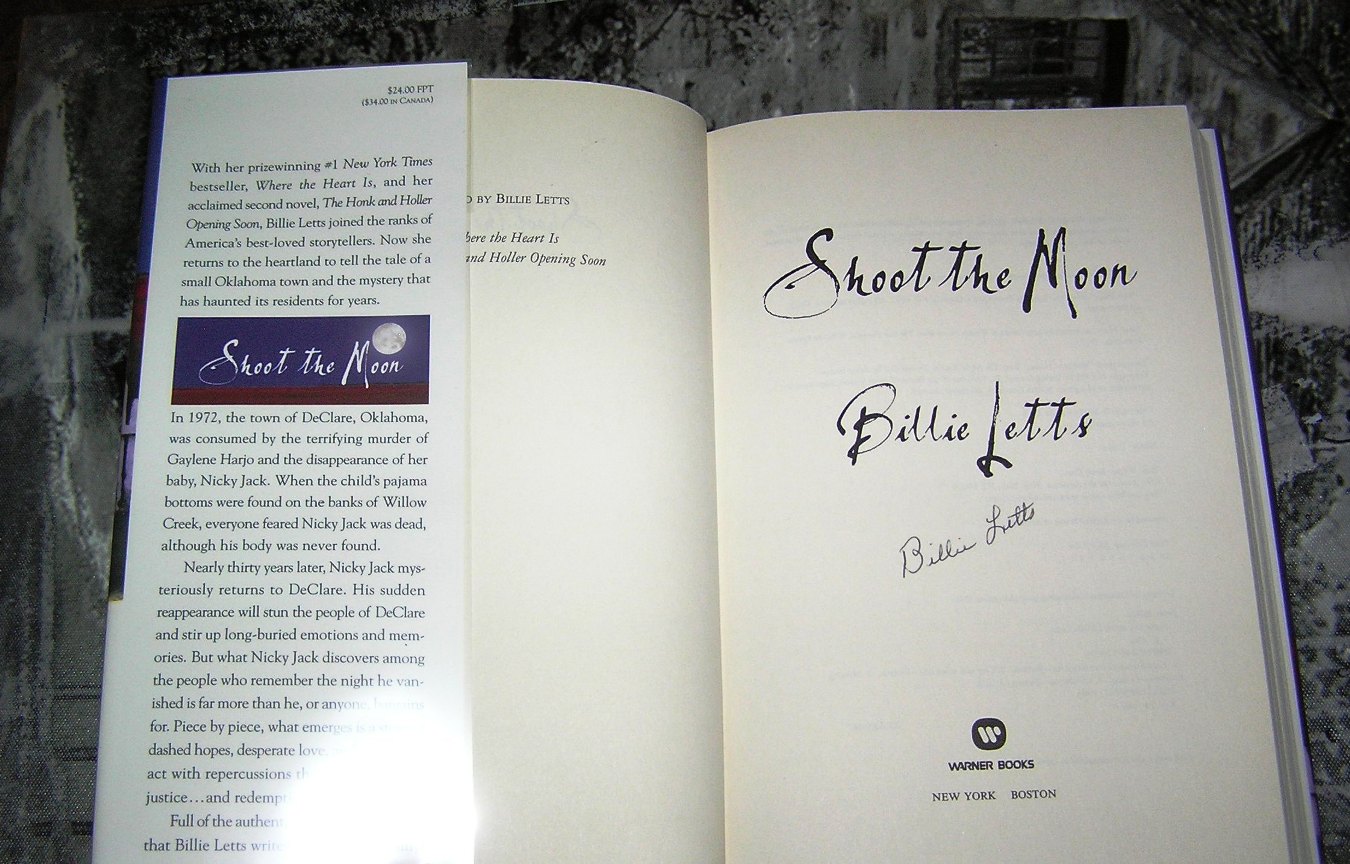 $24.00 FPT
($34.00 in Canada)
With her prizewinning #1 New York Times
bestseller, Where the Heart Is, and her
acclaimed second novel, The Honk and Holler
Opening Soon, Billie Letts joined the ranks of
America's best-loved storytellers. Now she
returns to the heartland to tell the tale of a
small Oklahoma town and the mystery that
has haunted its residents for years.
Shoot the Moon
In 1972, the town of DeClare, Oklahoma,
was consumed by the terrifying murder of
Gaylene Harjo and the disappearance of her
baby, Nicky Jack. When the child's pajama
bottoms were found on the banks of Willow
Creek, everyone feared Nicky Jack was dead,
although his body was never found.
Nearly thirty years later, Nicky Jack mys-
teriously returns to DeClare. His sudden
reappearance will stun the people of DeClare
and stir up long-buried emotions and mem-
ories. But what Nicky Jack discovers among
the people who remember the night he van-
ished is far more than he, or anyone,
for. Piece by piece, what emerges is a
dashed hopes, desperate love,
act with repercussions
justice...and
Full of the
that Billie Letts
by Billie Letts
the Heart Is
and Holler Opening Soon
Shoot the Moon
Billie Letts
Billie Letts
WARNER BOOKS
NEW YORK BOSTON